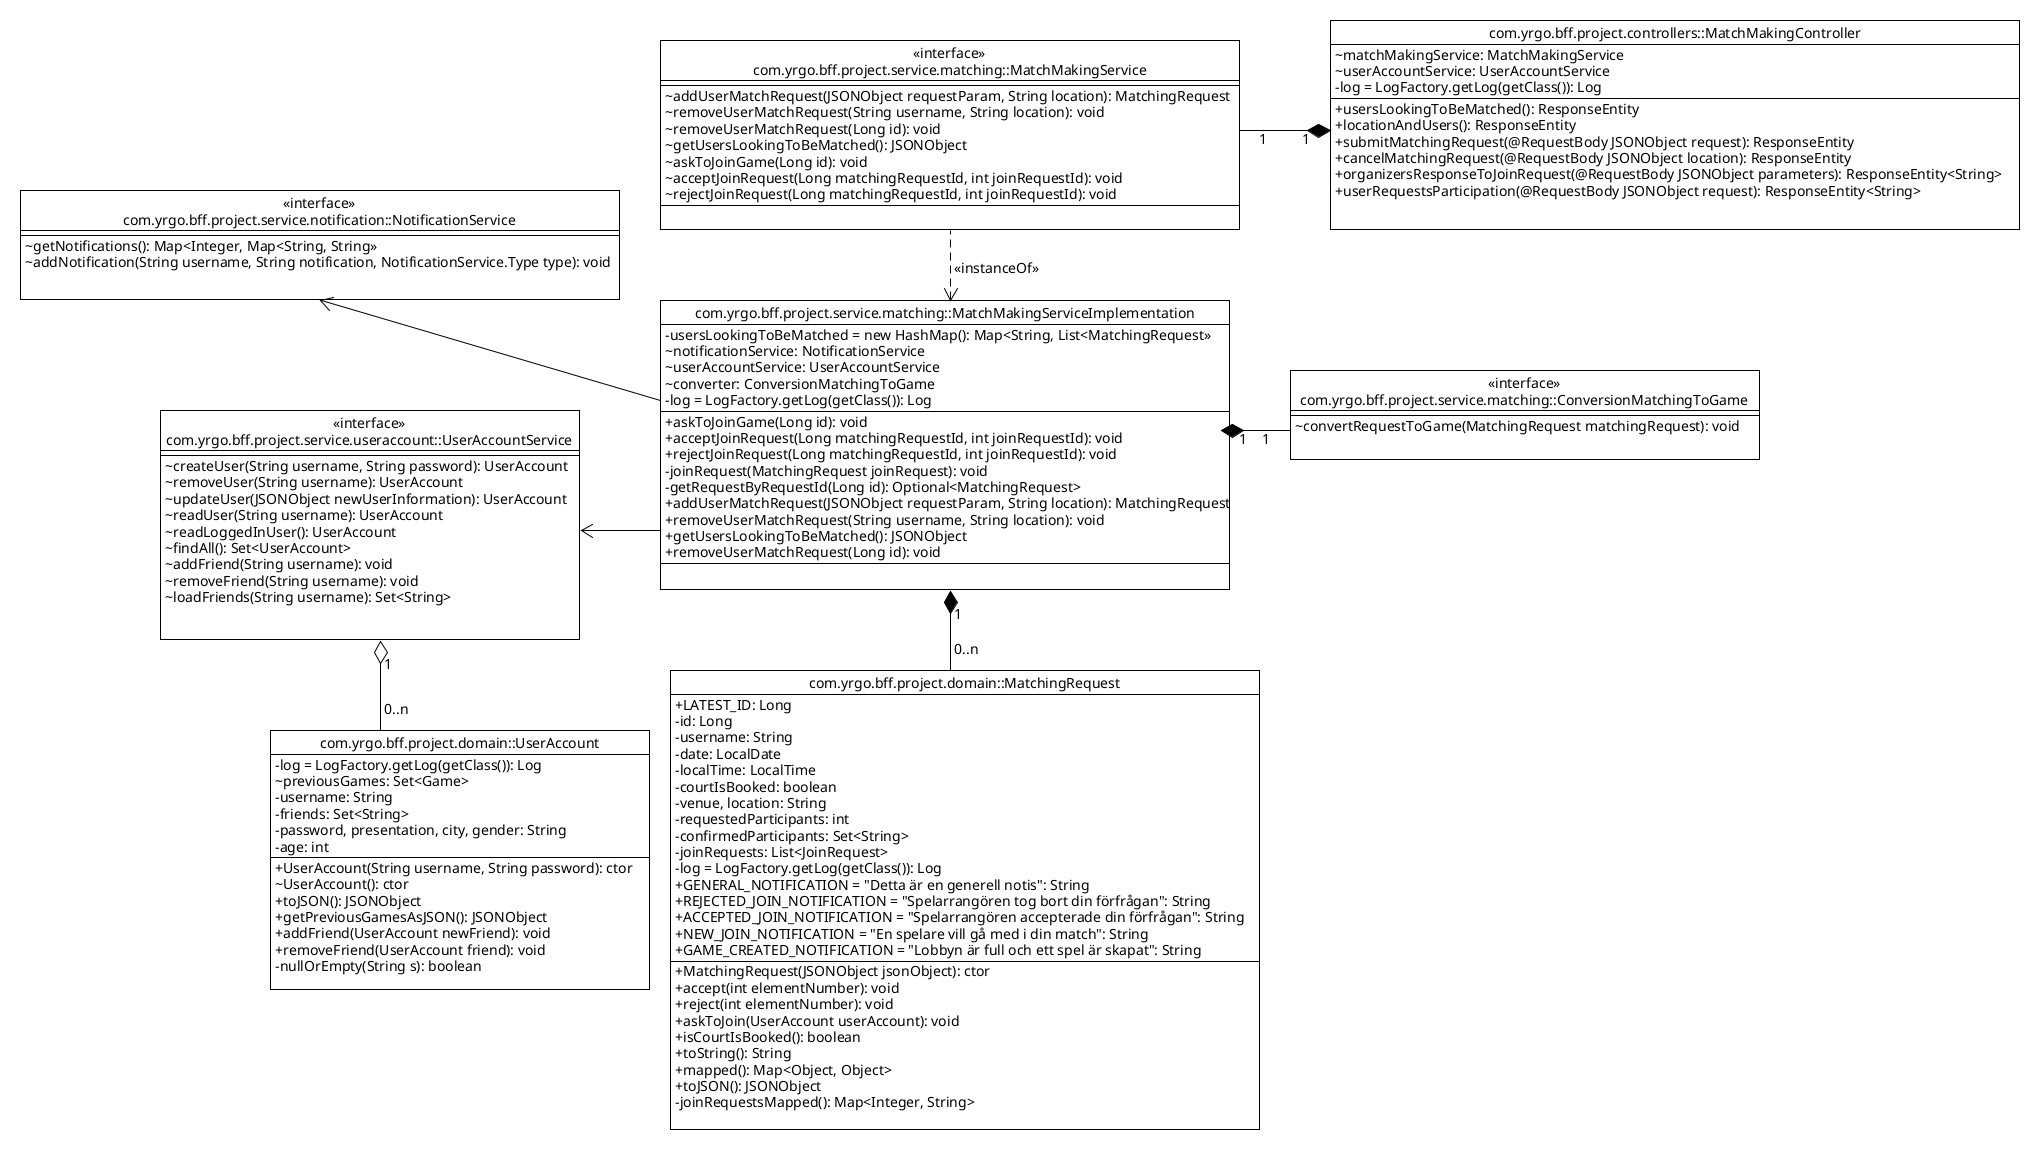 «interface»
com.yrgo.bff.project.service.matching::MatchMakingService
~addUserMatchRequest(JSONObject requestParam, String location): MatchingRequest
~removeUserMatchRequest(String username, String location): void
~removeUserMatchRequest(Long id): void
~getUsersLookingToBeMatched(): JSONObject
~askToJoinGame(Long id): void
~acceptJoinRequest(Long matchingRequestId, int joinRequestId): void
~rejectJoinRequest(Long matchingRequestId, int joinRequestId): void
1
1
com.yrgo.bff.project.controllers::MatchMakingController
~matchMakingService: MatchMakingService
~userAccountService: UserAccountService
-log = LogFactory.getLog(getClass()): Log
+usersLookingToBeMatched(): ResponseEntity
+locationAndUsers(): ResponseEntity
+submitMatchingRequest(@RequestBody JSONObject request): ResponseEntity
+cancelMatchingRequest(@RequestBody JSONObject location): ResponseEntity
+organizersResponseToJoinRequest(@RequestBody JSONObject parameters): ResponseEntity<String>
+userRequestsParticipation(@RequestBody JSONObject request): ResponseEntity<String>
«interface»
com.yrgo.bff.project.service.notification::NotificationService
~getNotifications(): Map<Integer, Map<String, String»
~addNotification(String username, String notification, NotificationService.Type type): void
«instanceOf»
com.yrgo.bff.project.service.matching::MatchMakingServiceImplementation
-usersLookingToBeMatched = new HashMap(): Map<String, List<MatchingRequest»
~notificationService: NotificationService
~userAccountService: UserAccountService
~converter: ConversionMatchingToGame
-log = LogFactory.getLog(getClass()): Log
+askToJoinGame(Long id): void
+acceptJoinRequest(Long matchingRequestId, int joinRequestId): void
+rejectJoinRequest(Long matchingRequestId, int joinRequestId): void
-joinRequest(MatchingRequest joinRequest): void
-getRequestByRequestId(Long id): Optional<MatchingRequest>
+addUserMatchRequest(JSONObject requestParam, String location): MatchingRequest
+removeUserMatchRequest(String username, String location): void
+getUsersLookingToBeMatched(): JSONObject
+removeUserMatchRequest(Long id): void
1
1
«interface»
com.yrgo.bff.project.service.matching::ConversionMatchingToGame
~convertRequestToGame(MatchingRequest matchingRequest): void
«interface»
com.yrgo.bff.project.service.useraccount::UserAccountService
~createUser(String username, String password): UserAccount
~removeUser(String username): UserAccount
~updateUser(JSONObject newUserInformation): UserAccount
~readUser(String username): UserAccount
~readLoggedInUser(): UserAccount
~findAll(): Set<UserAccount>
~addFriend(String username): void
~removeFriend(String username): void
~loadFriends(String username): Set<String>
1
0..n
1
0..n
com.yrgo.bff.project.domain::UserAccount
-log = LogFactory.getLog(getClass()): Log
~previousGames: Set<Game>
-username: String
-friends: Set<String>
-password, presentation, city, gender: String
-age: int
+UserAccount(String username, String password): ctor
~UserAccount(): ctor
+toJSON(): JSONObject
+getPreviousGamesAsJSON(): JSONObject
+addFriend(UserAccount newFriend): void
+removeFriend(UserAccount friend): void
-nullOrEmpty(String s): boolean
com.yrgo.bff.project.domain::MatchingRequest
+LATEST_ID: Long
-id: Long
-username: String
-date: LocalDate
-localTime: LocalTime
-courtIsBooked: boolean
-venue, location: String
-requestedParticipants: int
-confirmedParticipants: Set<String>
-joinRequests: List<JoinRequest>
-log = LogFactory.getLog(getClass()): Log
+GENERAL_NOTIFICATION = "Detta är en generell notis": String
+REJECTED_JOIN_NOTIFICATION = "Spelarrangören tog bort din förfrågan": String
+ACCEPTED_JOIN_NOTIFICATION = "Spelarrangören accepterade din förfrågan": String
+NEW_JOIN_NOTIFICATION = "En spelare vill gå med i din match": String
+GAME_CREATED_NOTIFICATION = "Lobbyn är full och ett spel är skapat": String
+MatchingRequest(JSONObject jsonObject): ctor
+accept(int elementNumber): void
+reject(int elementNumber): void
+askToJoin(UserAccount userAccount): void
+isCourtIsBooked(): boolean
+toString(): String
+mapped(): Map<Object, Object>
+toJSON(): JSONObject
-joinRequestsMapped(): Map<Integer, String>